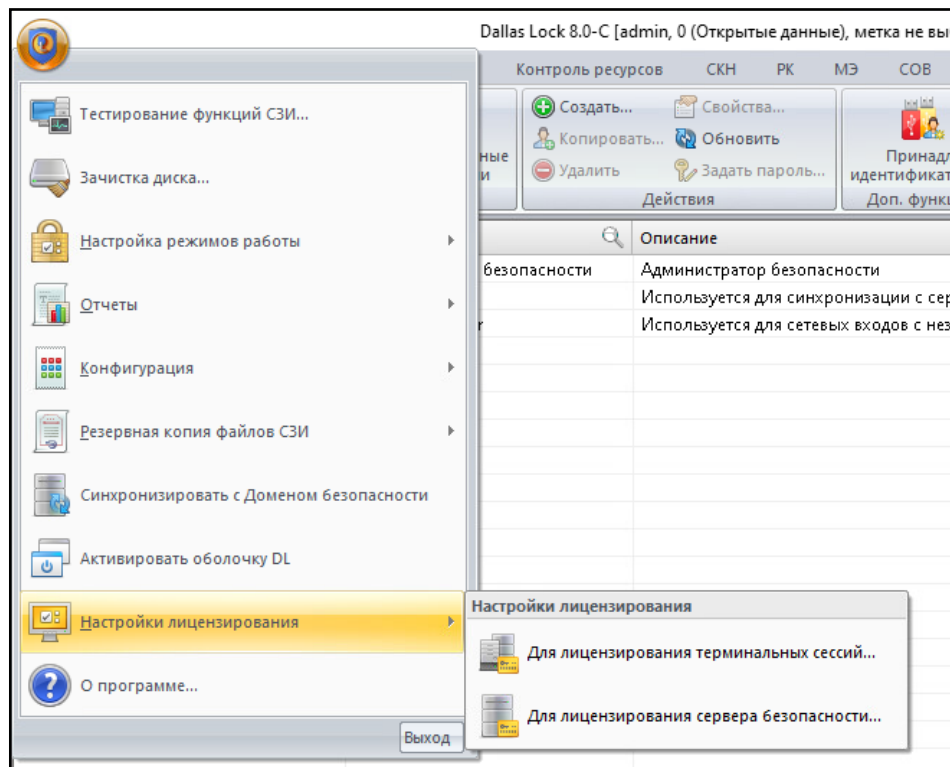 Dallas Lock 8.0-C [admin, 0 (Открытые данные), метка не вы
Контроль ресурсов СКН РК МЭ СОВ
Создать... Свойства...
Копировать... Обновить
Удалить Задать пароль...
Действия
ные
и
Принадл
идентификат
Доп. функц
Описание
безопасности Администратор безопасности
Используется для синхронизации с сер
r Используется для сетевых входов с нез
Тестирование функций СЗИ...
Зачистка диска...
Настройка режимов работы
Отчеты
Конфигурация
Резервная копия файлов СЗИ
Синхронизировать с Доменом безопасности
Активировать оболочку DL
Настройки лицензирования
О программе...
Выход
Настройки лицензирования
Для лицензирования терминальных сессий...
Для лицензирования сервера безопасности...